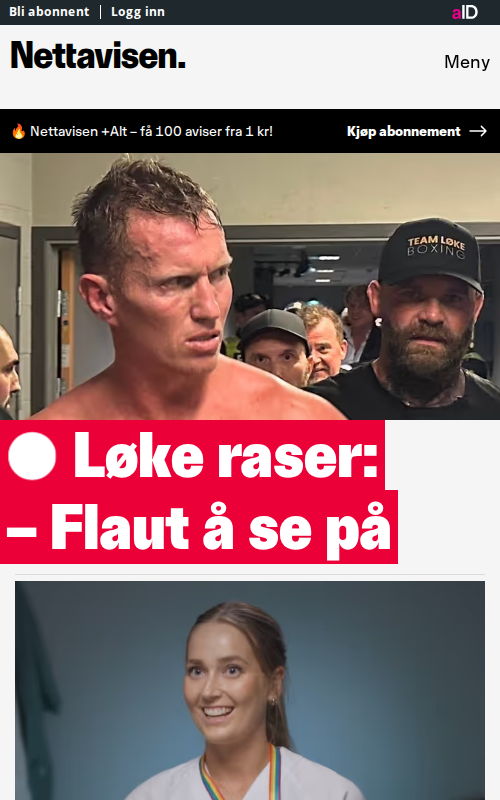 Bli abonnent
Logg inn
aID
Nettavisen.
Meny
🔥 Nettavisen +Alt – få 100 aviser fra 1 kr!
Kjøp abonnement →
TEAM LØKE
BOXING
Løke raser:
– Flaut å se på